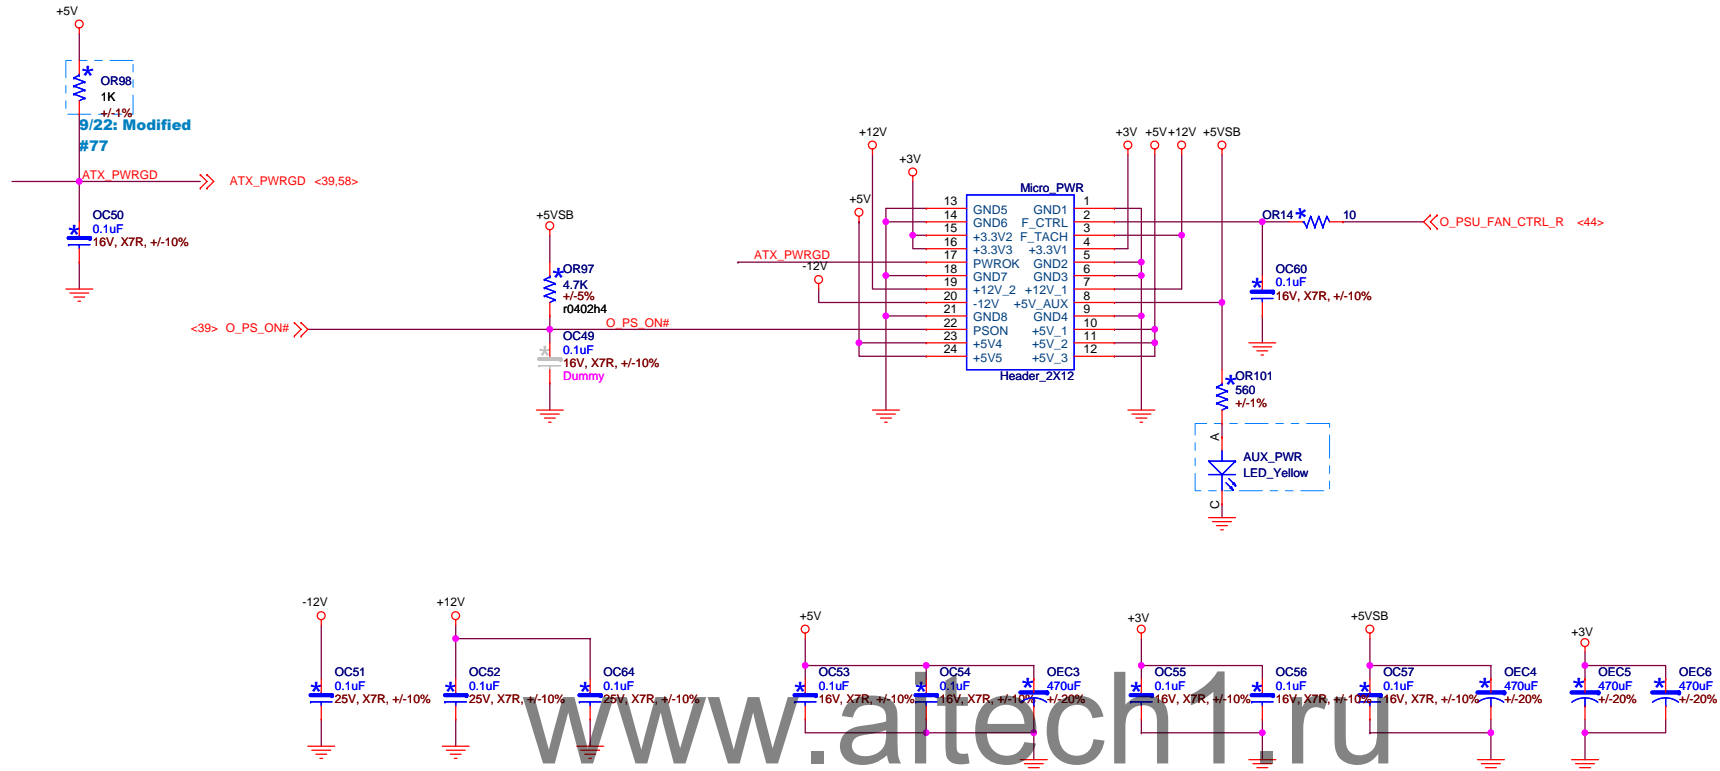 +5V
OR98
1K
+/-1%
9/22: Modified
#77
ATX_PWRGD
ATX_PWRGD <39,58>
OC50
0.1uF
16V, X7R, +/-10%
+5VSB
OR97
4.7K
+/-5%
r0402h4
<39> O_PS_ON#
O_PS_ON#
OC49
0.1uF
16V, X7R, +/-10%
Dummy
+12V
+3V
+5V
ATX_PWRGD
-12V
+3V
+5V
+12V
+5VSB
Micro_PWR
13 GND5 GND1 1
14 GND6 F_CTRL 2
15 +3.3V2 F_TACH 3
16 +3.3V3 +3.3V1 4
17 PWROK GND2 5
18 GND7 GND3 6
19 +12V_2 +12V_1 7
20 -12V +5V_AUX 8
21 GND8 GND4 9
22 PSON +5V_1 10
23 +5V4 +5V_2 11
24 +5V5 +5V_3 12
Header_2X12
OR14 10
O_PSU_FAN_CTRL_R <44>
OC60
0.1uF
16V, X7R, +/-10%
OR101
560
+/-1%
A
AUX_PWR
LED_Yellow
C
-12V
OC51
0.1uF
25V, X7R, +/-10%
+12V
OC52
0.1uF
25V, X7R, +/-10%
OC64
0.1uF
25V, X7R, +/-10%
+5V
OC53
0.1uF
16V, X7R, +/-10%
OC54
0.1uF
16V, X7R, +/-10%
OEC3
470uF
+/-20%
+3V
OC55
0.1uF
16V, X7R, +/-10%
OC56
0.1uF
16V, X7R, +/-10%
+5VSB
OC57
0.1uF
16V, X7R, +/-10%
OEC4
470uF
+/-20%
+3V
OEC5
470uF
+/-20%
OEC6
470uF
+/-20%
www.aitech1.ru